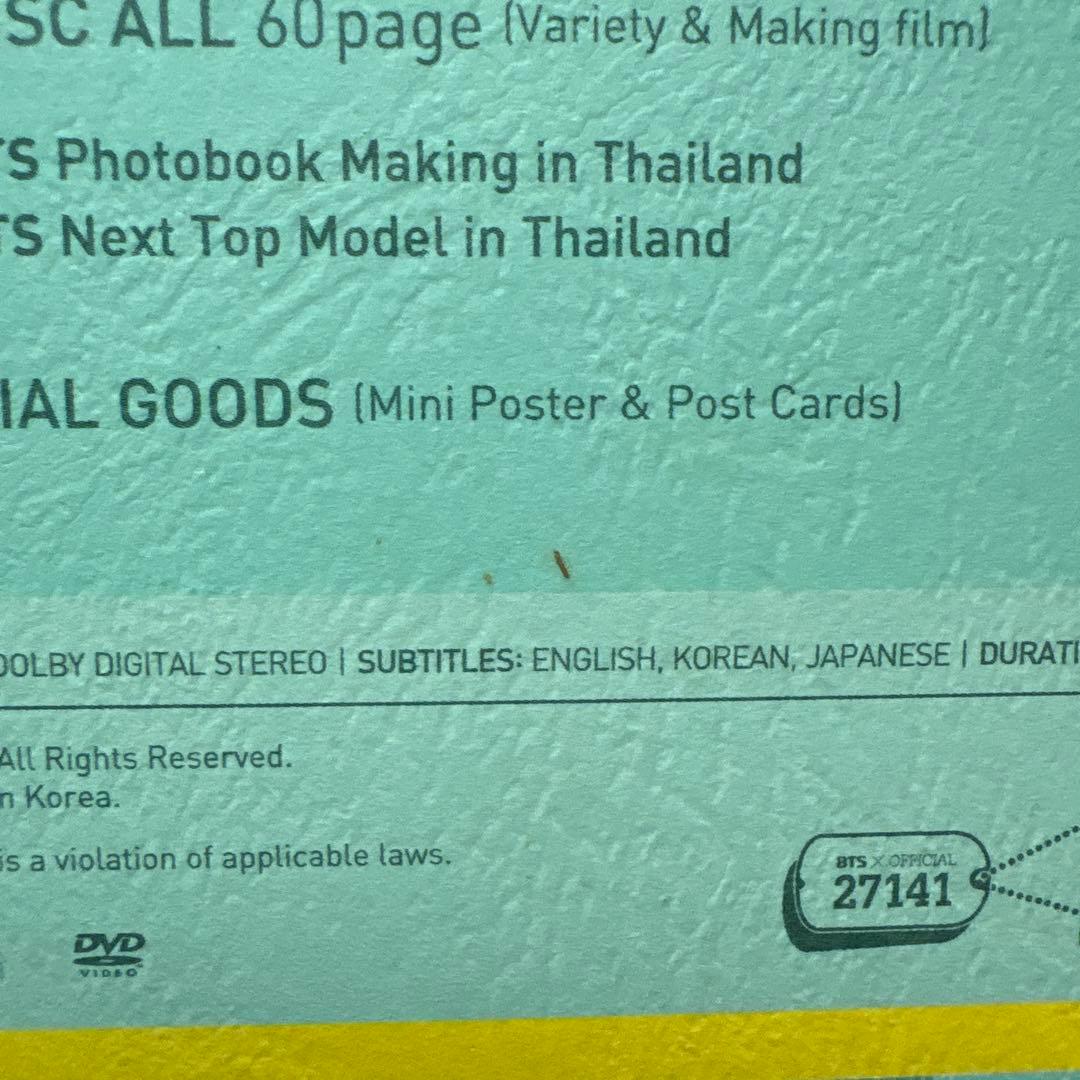 SC ALL 60page (Variety & Making film)
TS Photobook Making in Thailand
TS Next Top Model in Thailand
IAL GOODS (Mini Poster & Post Cards)
DOLBY DIGITAL STEREO | SUBTITLES: ENGLISH, KOREAN, JAPANESE | DURATI
All Rights Reserved.
n Korea.
is a violation of applicable laws.
BTS X OFFICIAL
27141
DVD
VIDEO